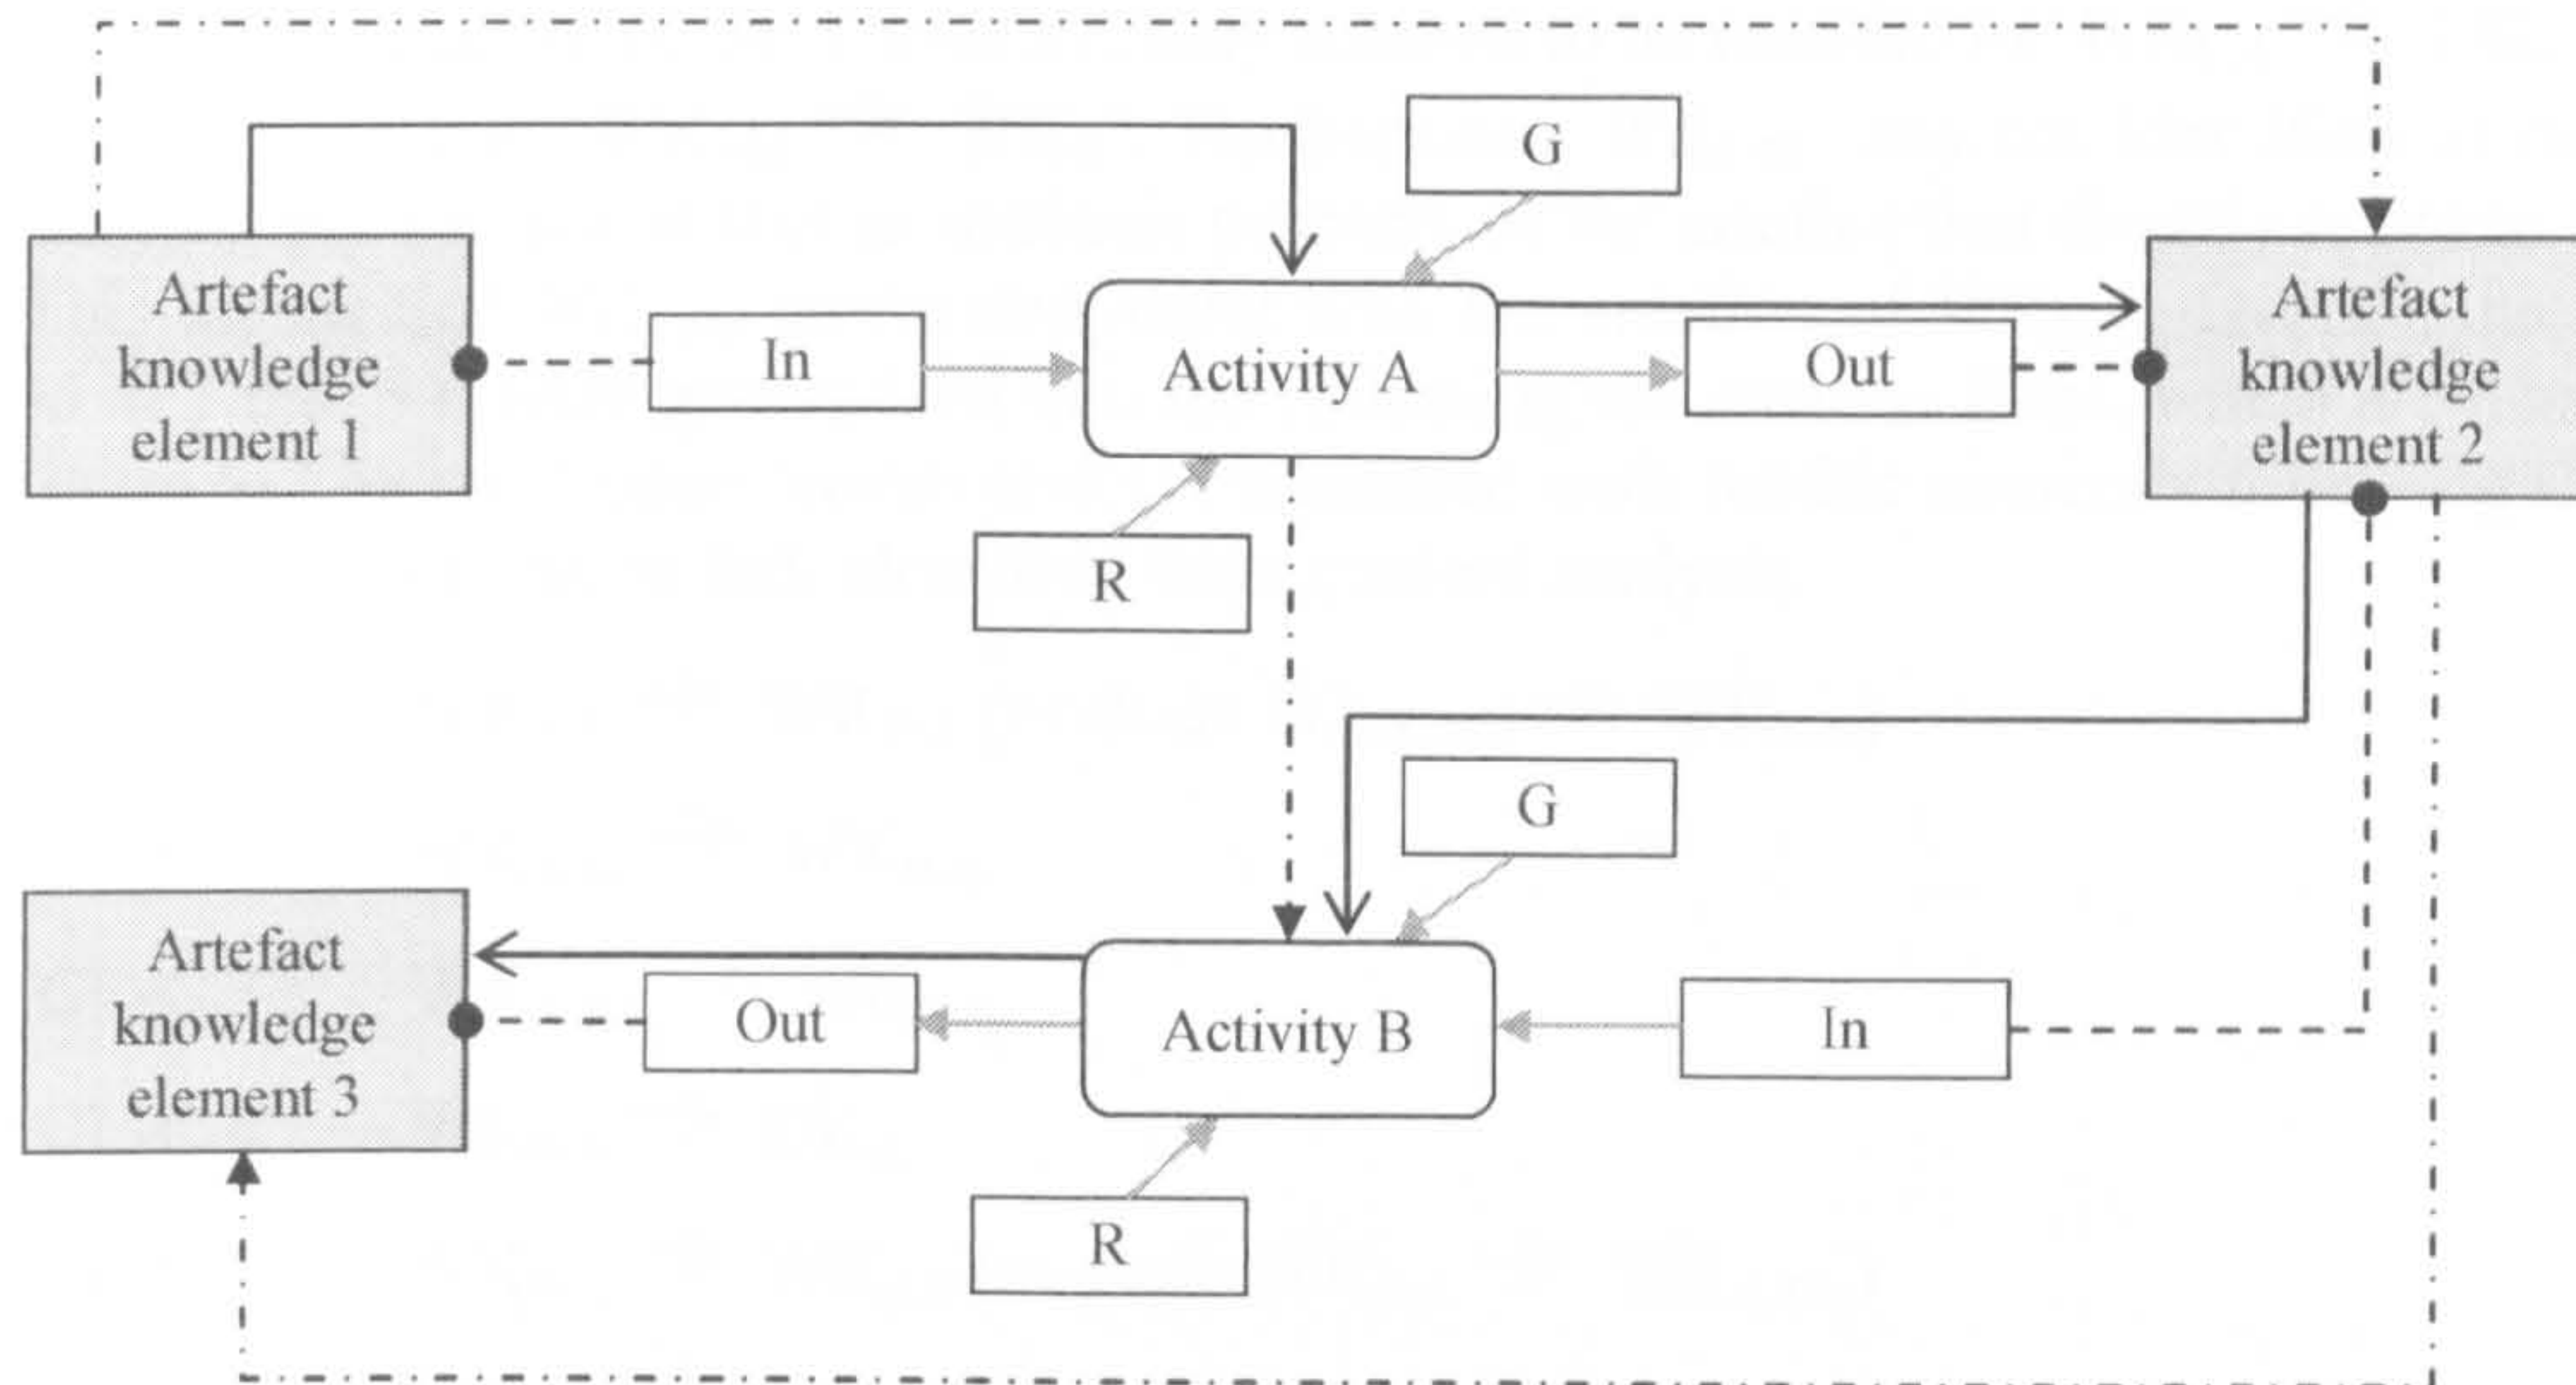 G
Artefact
knowledge
element 1
In
Activity A
Out
Artefact
knowledge
element 2
R
G
Artefact
knowledge
element 3
Out
Activity B
In
R